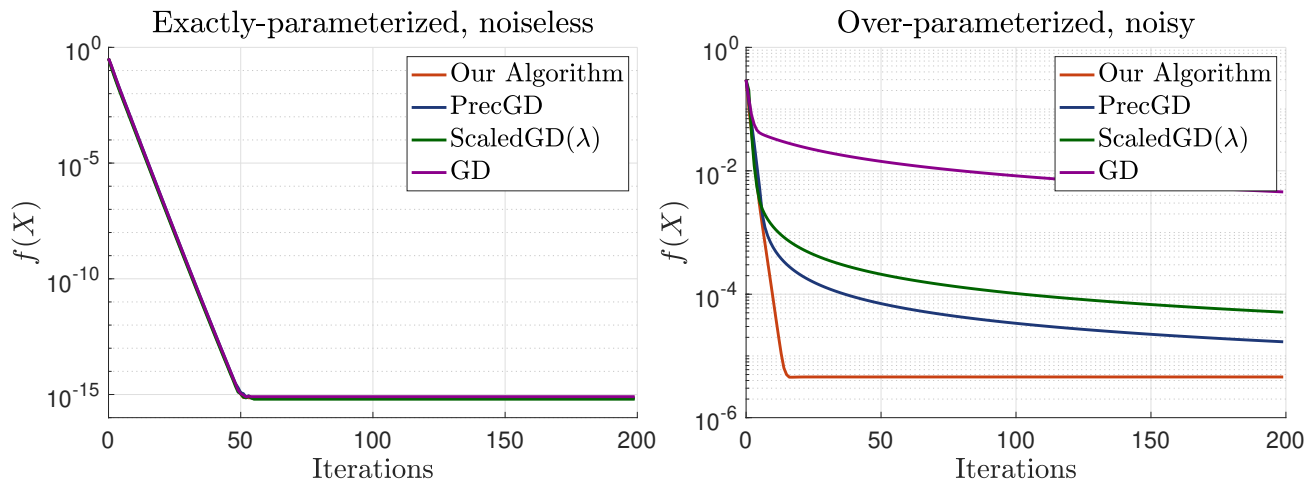 Exactly-parameterized, noiseless
10^0
10^-5
10^-10
10^-15
f(X)
Our Algorithm
PrecGD
ScaledGD(λ)
GD
0 50 100 150 200
Iterations
Over-parameterized, noisy
10^0
10^-2
10^-4
10^-6
f(X)
Our Algorithm
PrecGD
ScaledGD(λ)
GD
0 50 100 150 200
Iterations